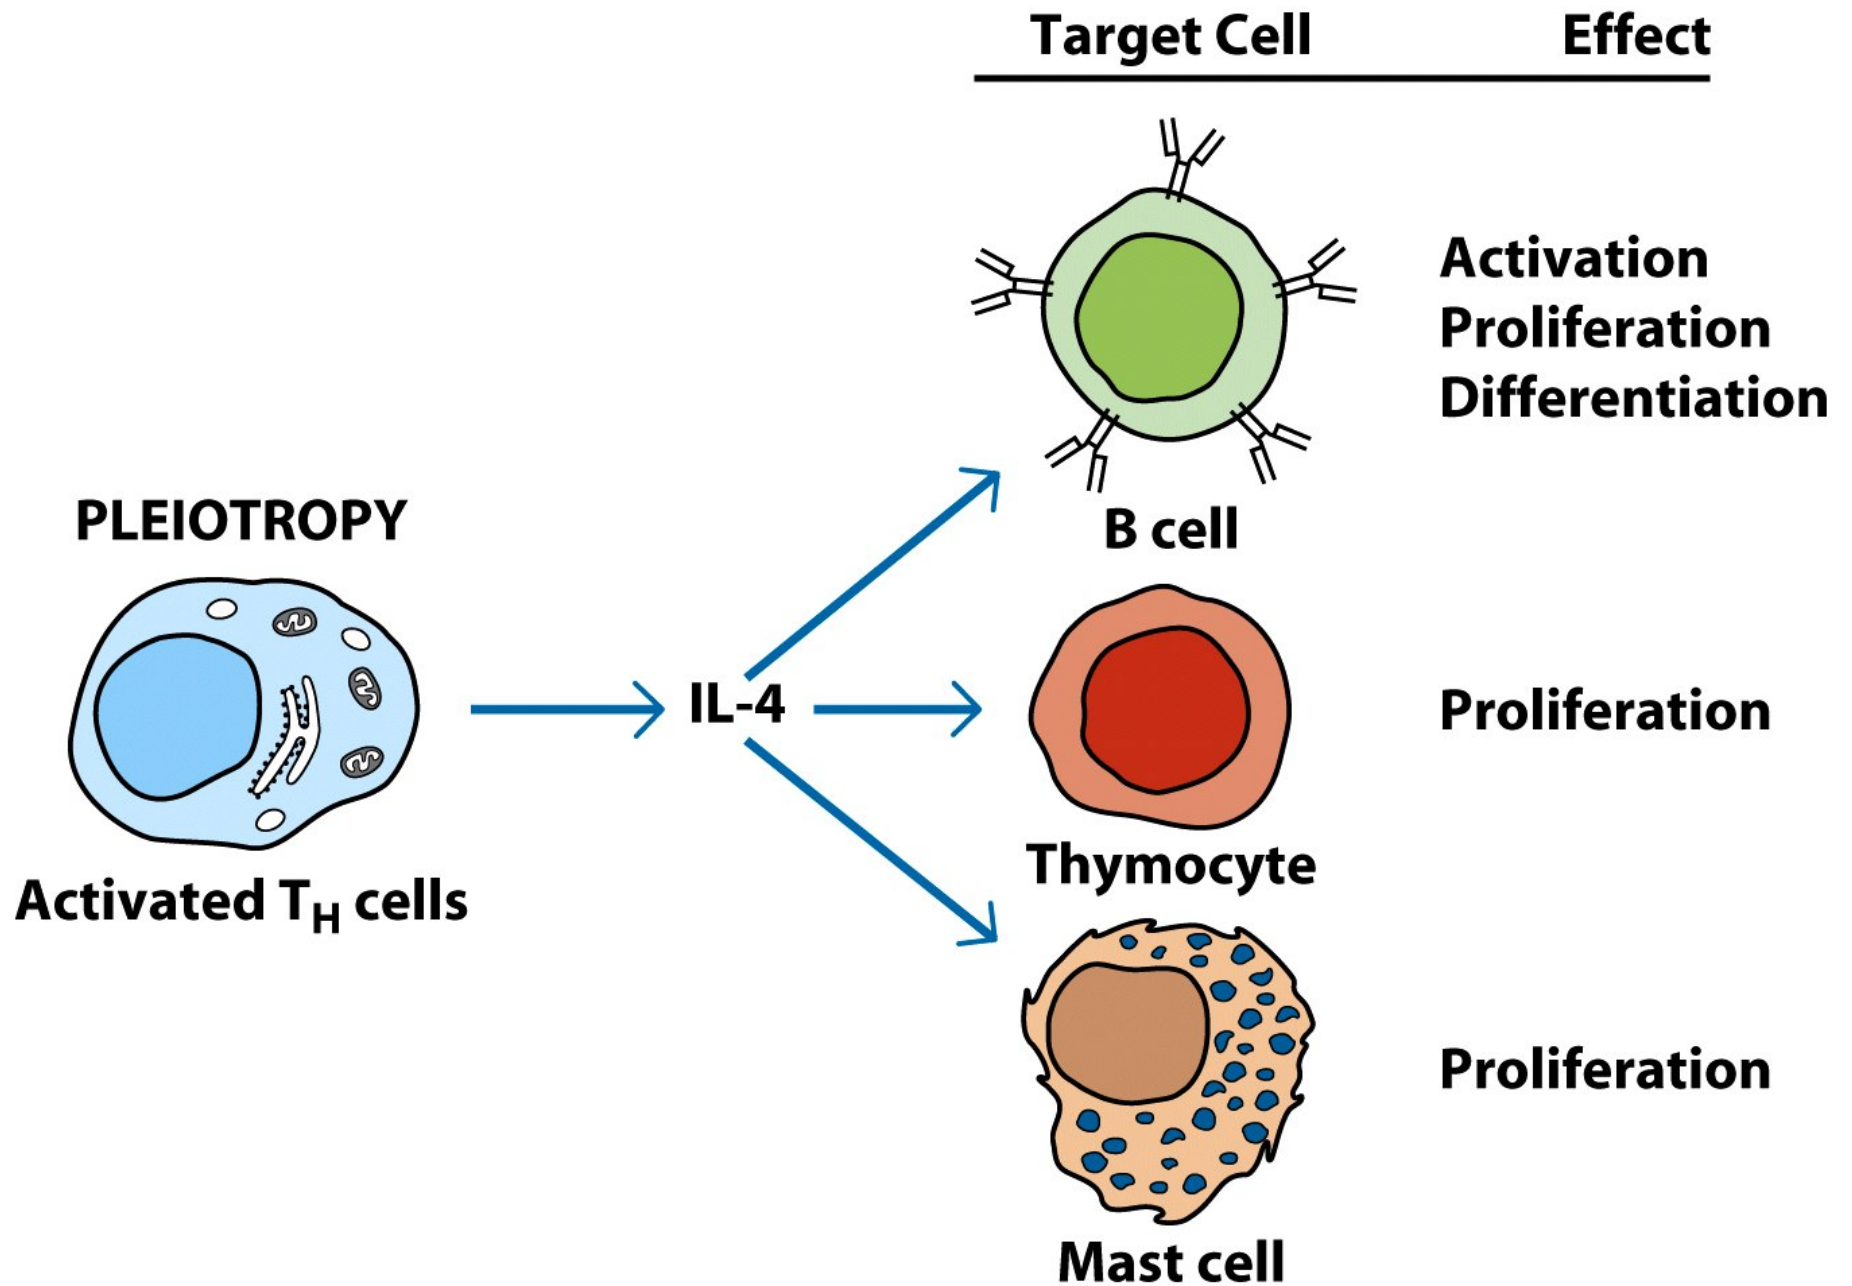 Target Cell Effect
Activation
Proliferation
Differentiation
B cell
PLEIOTROPY
Activated TH cells
IL-4
Proliferation
Thymocyte
Proliferation
Mast cell